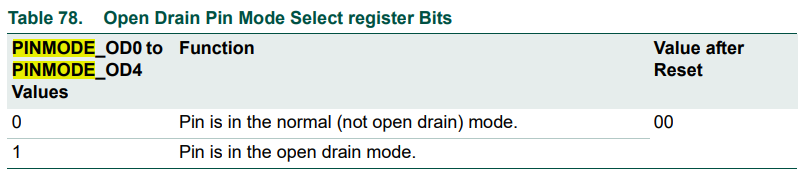 Table 78. Open Drain Pin Mode Select register Bits
PINMODE_OD0 to Function Value after
PINMODE_OD4 Reset
Values
0 Pin is in the normal (not open drain) mode. 00
1 Pin is in the open drain mode.